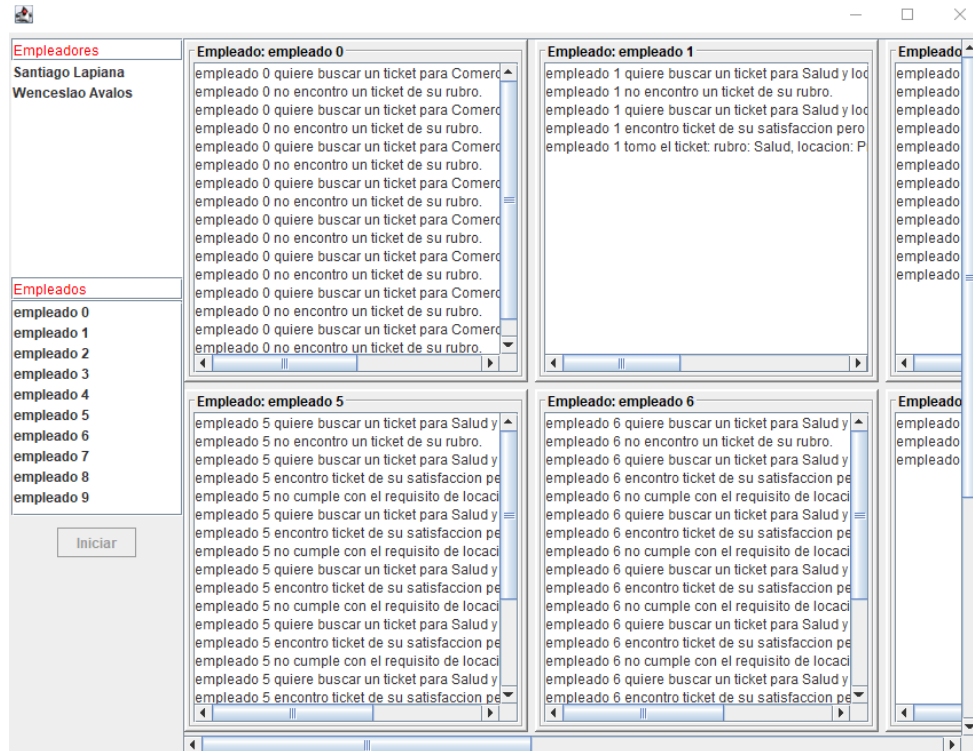 Empleadores
Santiago Lapiana
Wenceslao Avalos
Empleados
empleado 0
empleado 1
empleado 2
empleado 3
empleado 4
empleado 5
empleado 6
empleado 7
empleado 8
empleado 9
Iniciar
Empleado: empleado 0
empleado 0 quiere buscar un ticket para Comerc
empleado 0 no encontro un ticket de su rubro.
empleado 0 quiere buscar un ticket para Comerc
empleado 0 no encontro un ticket de su rubro.
empleado 0 quiere buscar un ticket para Comerc
empleado 0 no encontro un ticket de su rubro.
empleado 0 quiere buscar un ticket para Comerc
empleado 0 no encontro un ticket de su rubro.
empleado 0 quiere buscar un ticket para Comerc
empleado 0 no encontro un ticket de su rubro.
empleado 0 quiere buscar un ticket para Comerc
empleado 0 no encontro un ticket de su rubro.
empleado 0 quiere buscar un ticket para Comerc
empleado 0 no encontro un ticket de su rubro.
empleado 0 quiere buscar un ticket para Comerc
empleado 0 no encontro un ticket de su rubro.
Empleado: empleado 1
empleado 1 quiere buscar un ticket para Salud y loc
empleado 1 no encontro un ticket de su rubro.
empleado 1 quiere buscar un ticket para Salud y loc
empleado 1 encontro ticket de su satisfaccion pero
empleado 1 tomo el ticket: rubro: Salud, locacion: P
Empleado
empleado
empleado
empleado
empleado
empleado
empleado
empleado
empleado
empleado
empleado
empleado
empleado
Empleado: empleado 5
empleado 5 quiere buscar un ticket para Salud y
empleado 5 no encontro un ticket de su rubro.
empleado 5 quiere buscar un ticket para Salud y
empleado 5 encontro ticket de su satisfaccion pe
empleado 5 no cumple con el requisito de locaci
empleado 5 quiere buscar un ticket para Salud y
empleado 5 encontro ticket de su satisfaccion pe
empleado 5 no cumple con el requisito de locaci
empleado 5 quiere buscar un ticket para Salud y
empleado 5 encontro ticket de su satisfaccion pe
empleado 5 no cumple con el requisito de locaci
empleado 5 quiere buscar un ticket para Salud y
empleado 5 encontro ticket de su satisfaccion pe
empleado 5 no cumple con el requisito de locaci
empleado 5 quiere buscar un ticket para Salud y
empleado 5 encontro ticket de su satisfaccion pe
Empleado: empleado 6
empleado 6 quiere buscar un ticket para Salud y
empleado 6 no encontro un ticket de su rubro.
empleado 6 quiere buscar un ticket para Salud y
empleado 6 encontro ticket de su satisfaccion pe
empleado 6 no cumple con el requisito de locaci
empleado 6 quiere buscar un ticket para Salud y
empleado 6 encontro ticket de su satisfaccion pe
empleado 6 no cumple con el requisito de locaci
empleado 6 quiere buscar un ticket para Salud y
empleado 6 encontro ticket de su satisfaccion pe
empleado 6 no cumple con el requisito de locaci
empleado 6 quiere buscar un ticket para Salud y
empleado 6 encontro ticket de su satisfaccion pe
empleado 6 no cumple con el requisito de locaci
empleado 6 quiere buscar un ticket para Salud y
empleado 6 encontro ticket de su satisfaccion pe
Empleado
empleado
empleado
empleado